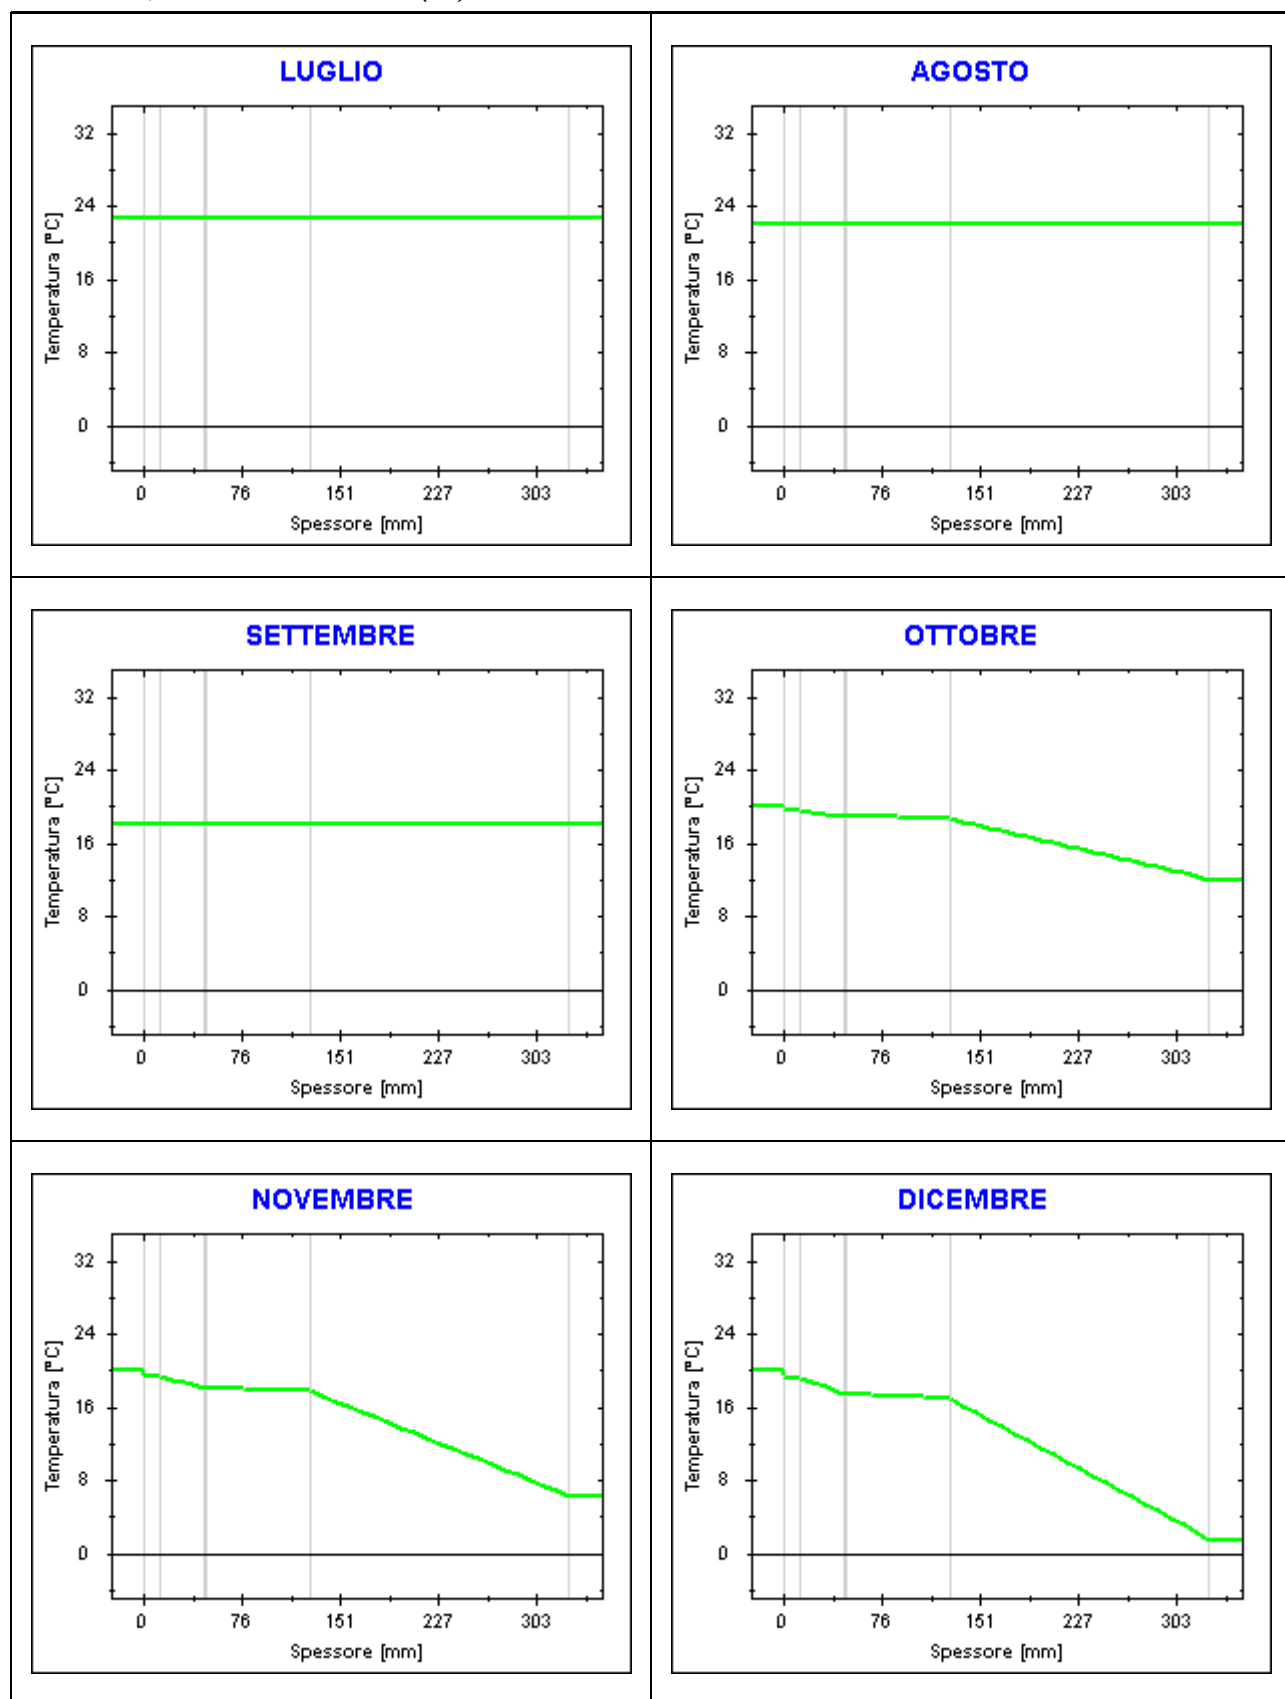 LUGLIO
32
24
16
8
0
Temperatura [°C]
0 76 151 227 303
Spessore [mm]
AGOSTO
32
24
16
8
0
Temperatura [°C]
0 76 151 227 303
Spessore [mm]
SETTEMBRE
32
24
16
8
0
Temperatura [°C]
0 76 151 227 303
Spessore [mm]
OTTOBRE
32
24
16
8
0
Temperatura [°C]
0 76 151 227 303
Spessore [mm]
NOVEMBRE
32
24
16
8
0
Temperatura [°C]
0 76 151 227 303
Spessore [mm]
DICEMBRE
32
24
16
8
0
Temperatura [°C]
0 76 151 227 303
Spessore [mm]